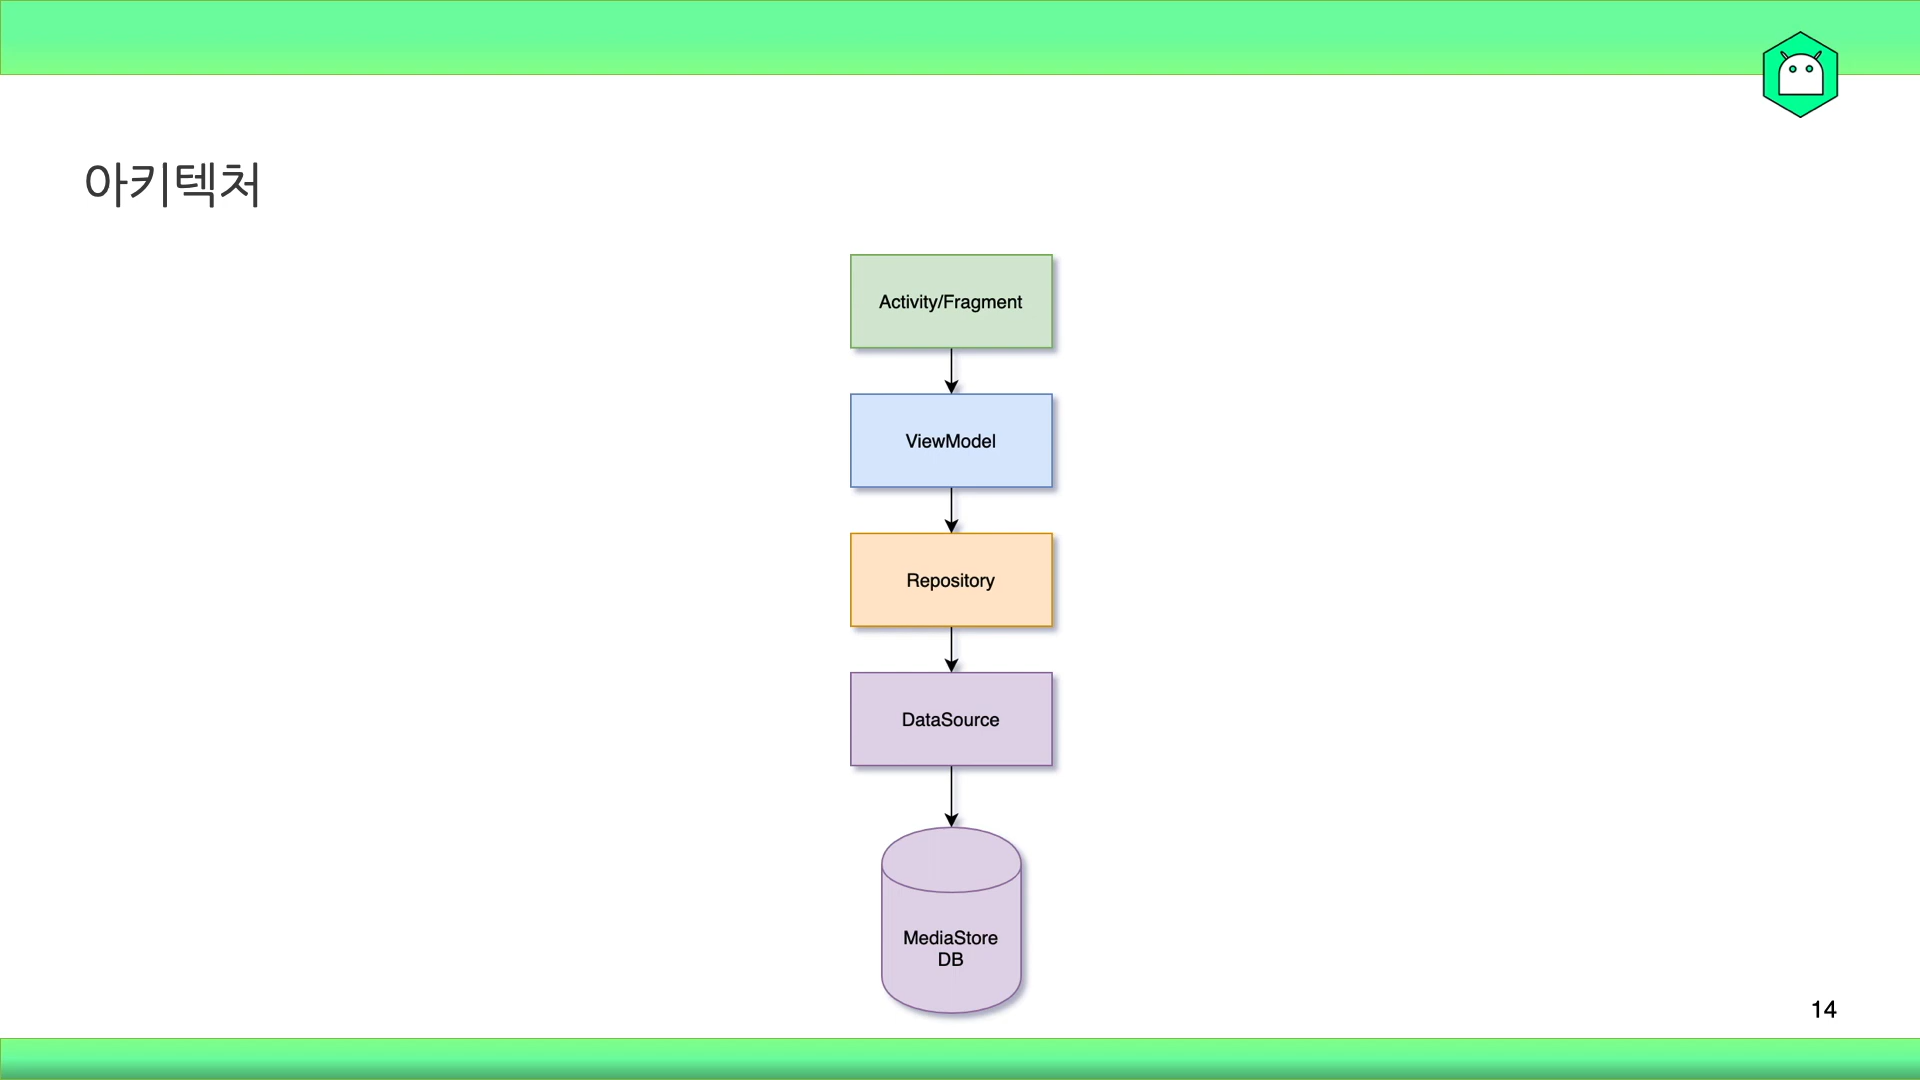 아키텍처
Activity/Fragment
ViewModel
Repository
DataSource
MediaStore
DB
14